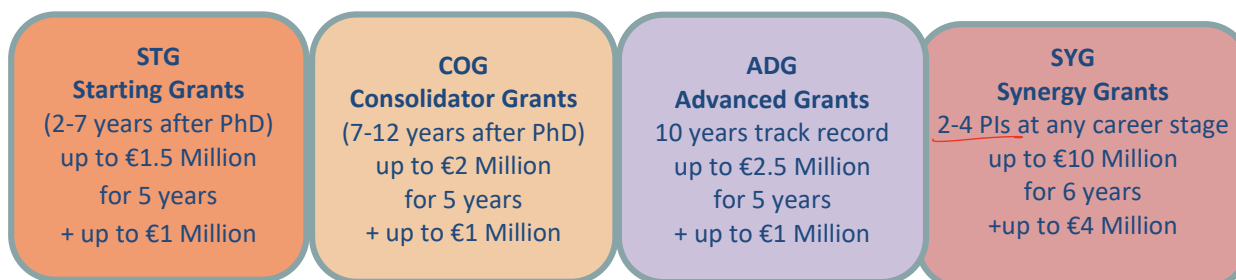 STG
Starting Grants
(2-7 years after PhD)
up to €1.5 Million
for 5 years
+ up to €1 Million
COG
Consolidator Grants
(7-12 years after PhD)
up to €2 Million
for 5 years
+ up to €1 Million
ADG
Advanced Grants
10 years track record
up to €2.5 Million
for 5 years
+ up to €1 Million
SYG
Synergy Grants
2-4 PIs at any career stage
up to €10 Million
for 6 years
+up to €4 Million